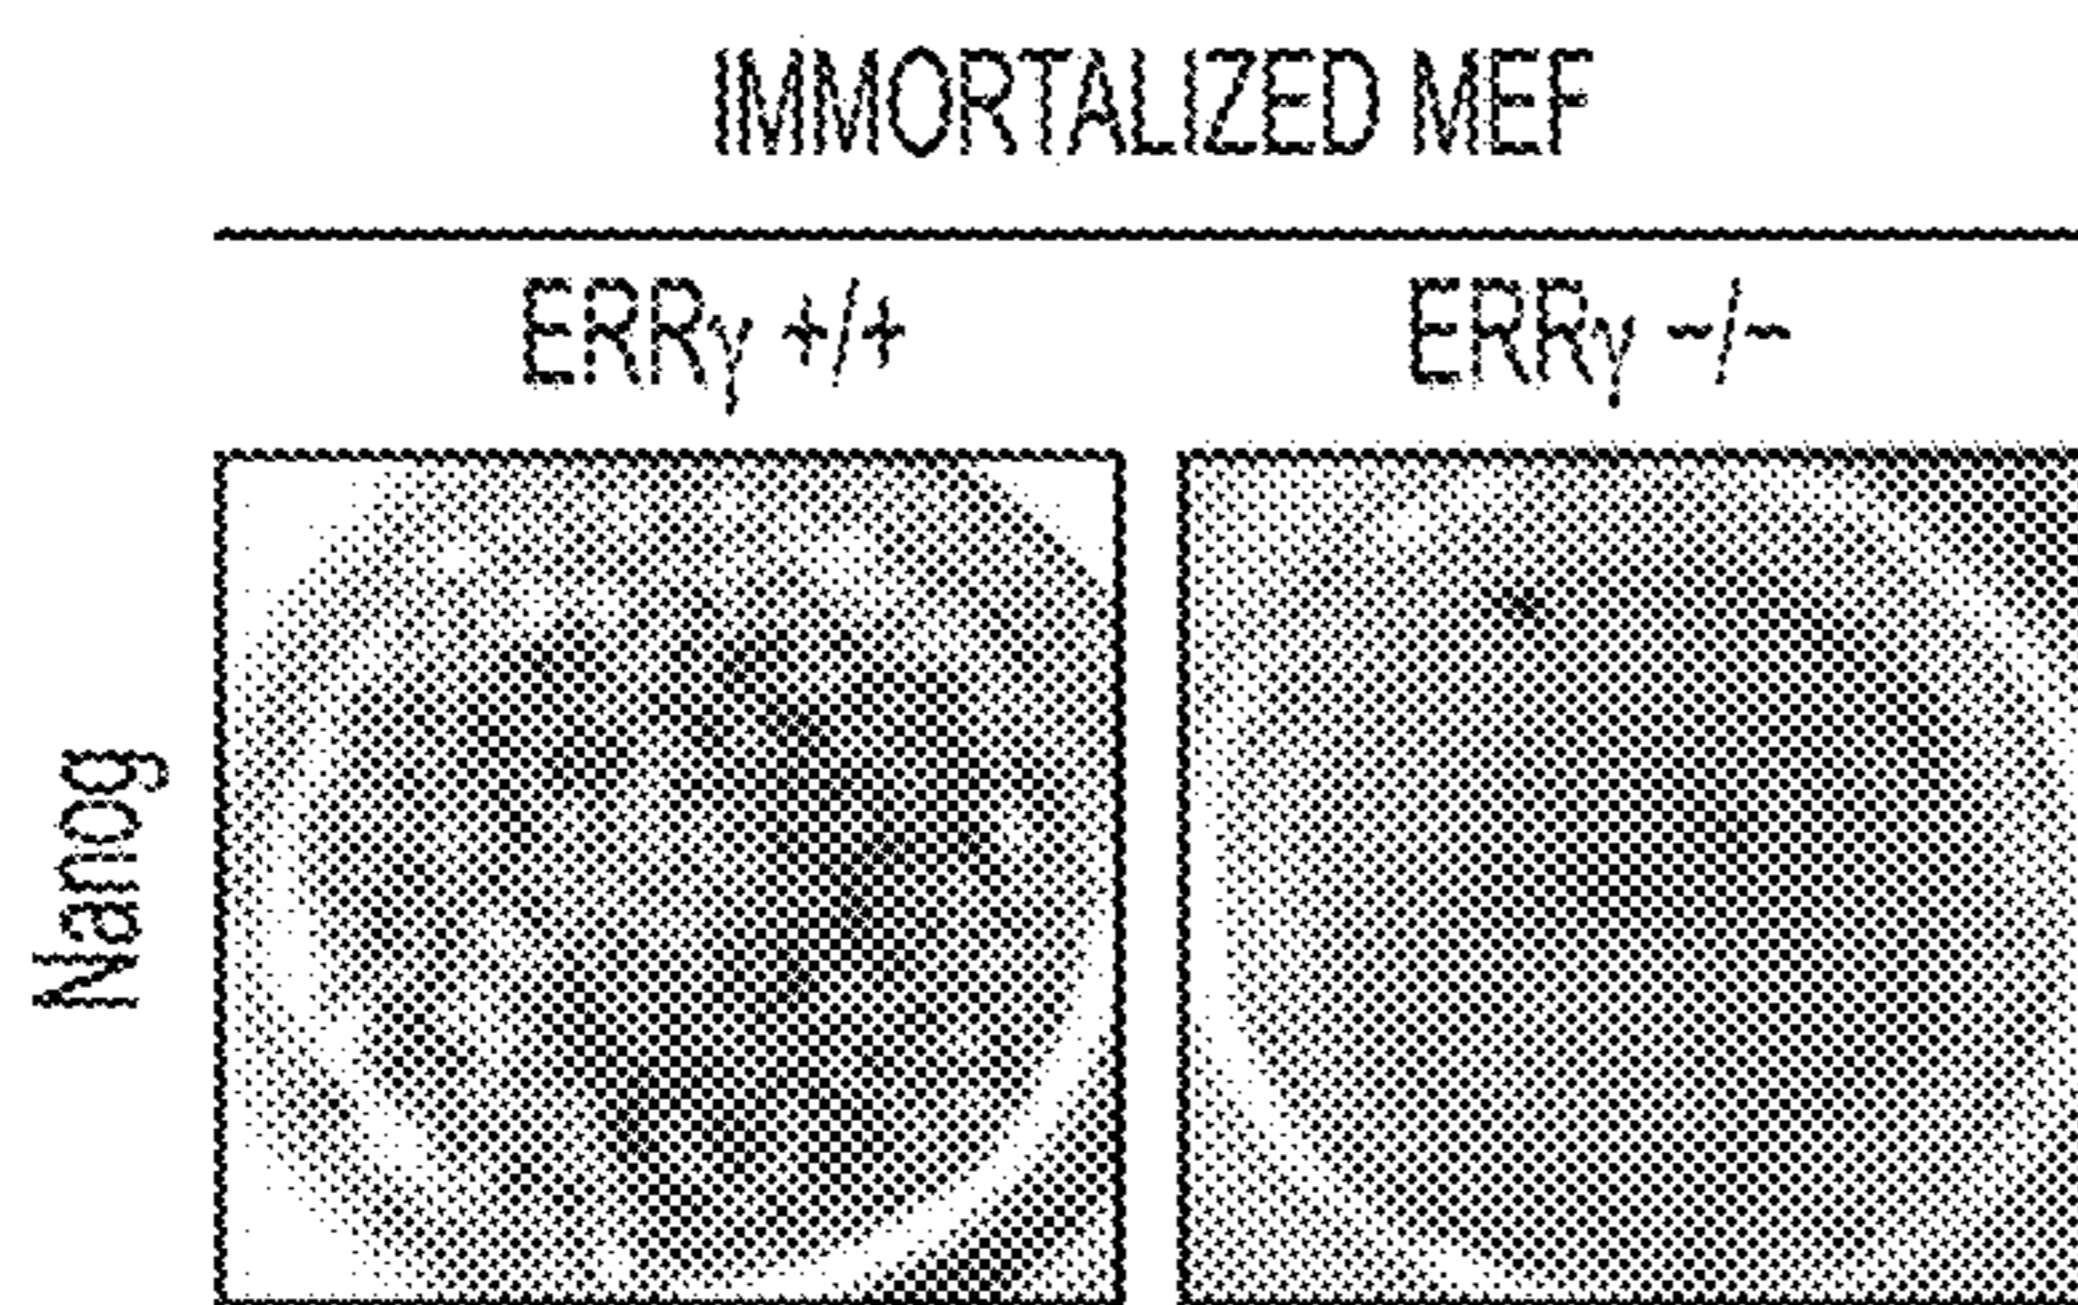 IMMORTALIZED MEF
ERRγ +/+ ERRγ -/-
Nanog